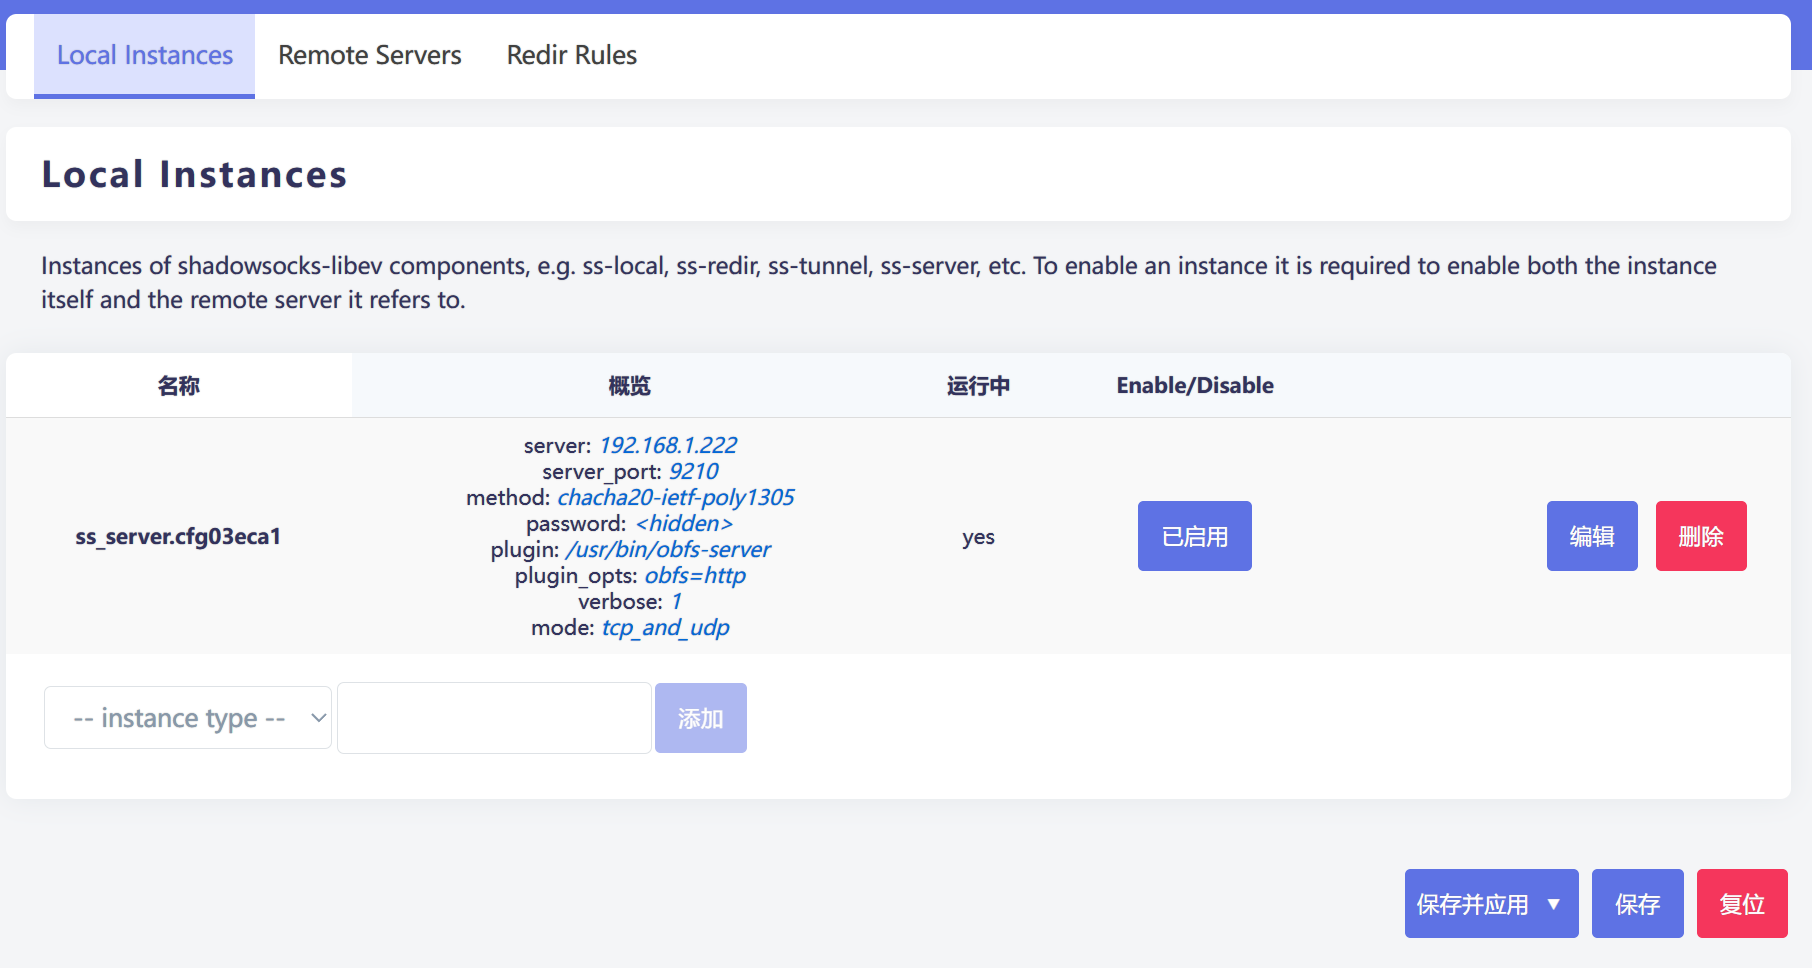 Local Instances
Remote Servers
Redir Rules
Local Instances
Instances of shadowsocks-libev components, e.g. ss-local, ss-redir, ss-tunnel, ss-server, etc. To enable an instance it is required to enable both the instance
itself and the remote server it refers to.
名称
概览
运行中
Enable/Disable
ss_server.cfg03eca1
server: 192.168.1.222
server_port: 9210
method: chacha20-ietf-poly1305
password: <hidden>
plugin: /usr/bin/obfs-server
plugin_opts: obfs=http
verbose: 1
mode: tcp_and_udp
yes
已启用
编辑
删除
-- instance type --
添加
保存并应用 ▼
保存
复位